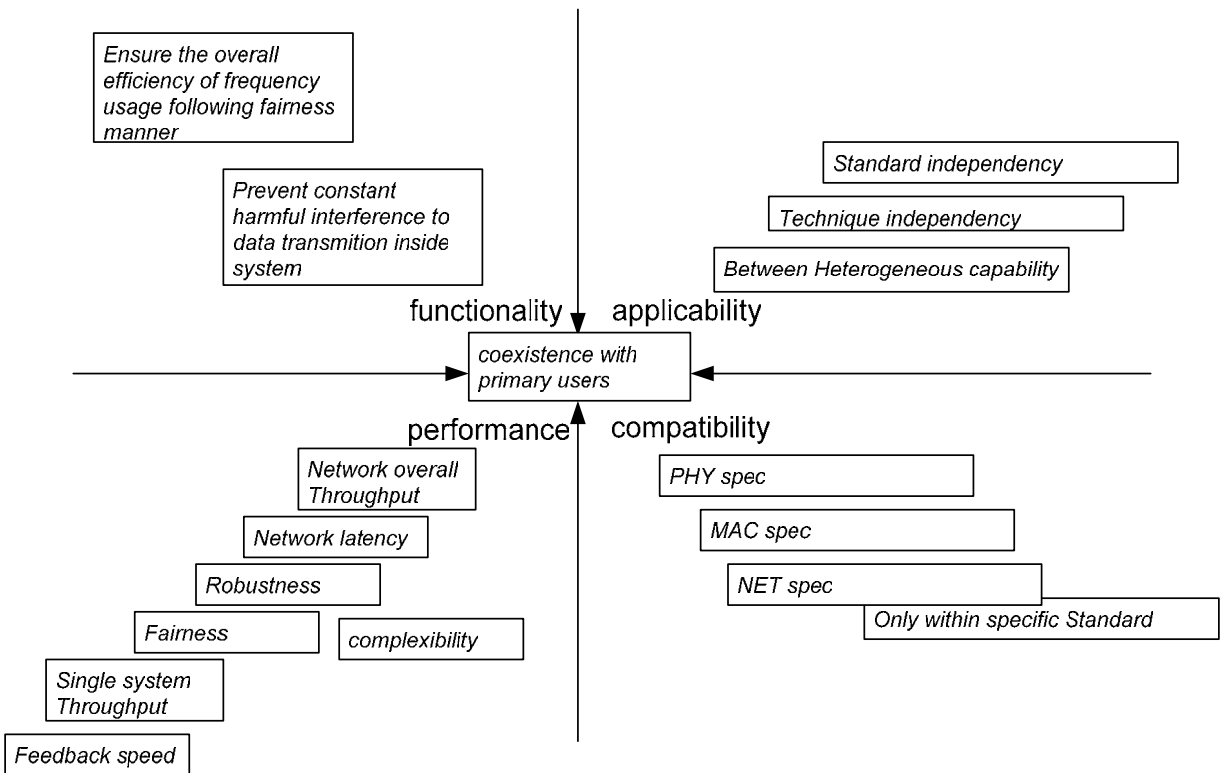 Ensure the overall
efficiency of frequency
usage following fairness
manner
Prevent constant
harmful interference to
data transmition inside
system
Standard independency
Technique independency
Between Heterogeneous capability
functionality
applicability
coexistence with
primary users
performance
compatibility
Network overall
Throughput
Network latency
Robustness
Fairness
complexibility
Single system
Throughput
Feedback speed
PHY spec
MAC spec
NET spec
Only within specific Standard